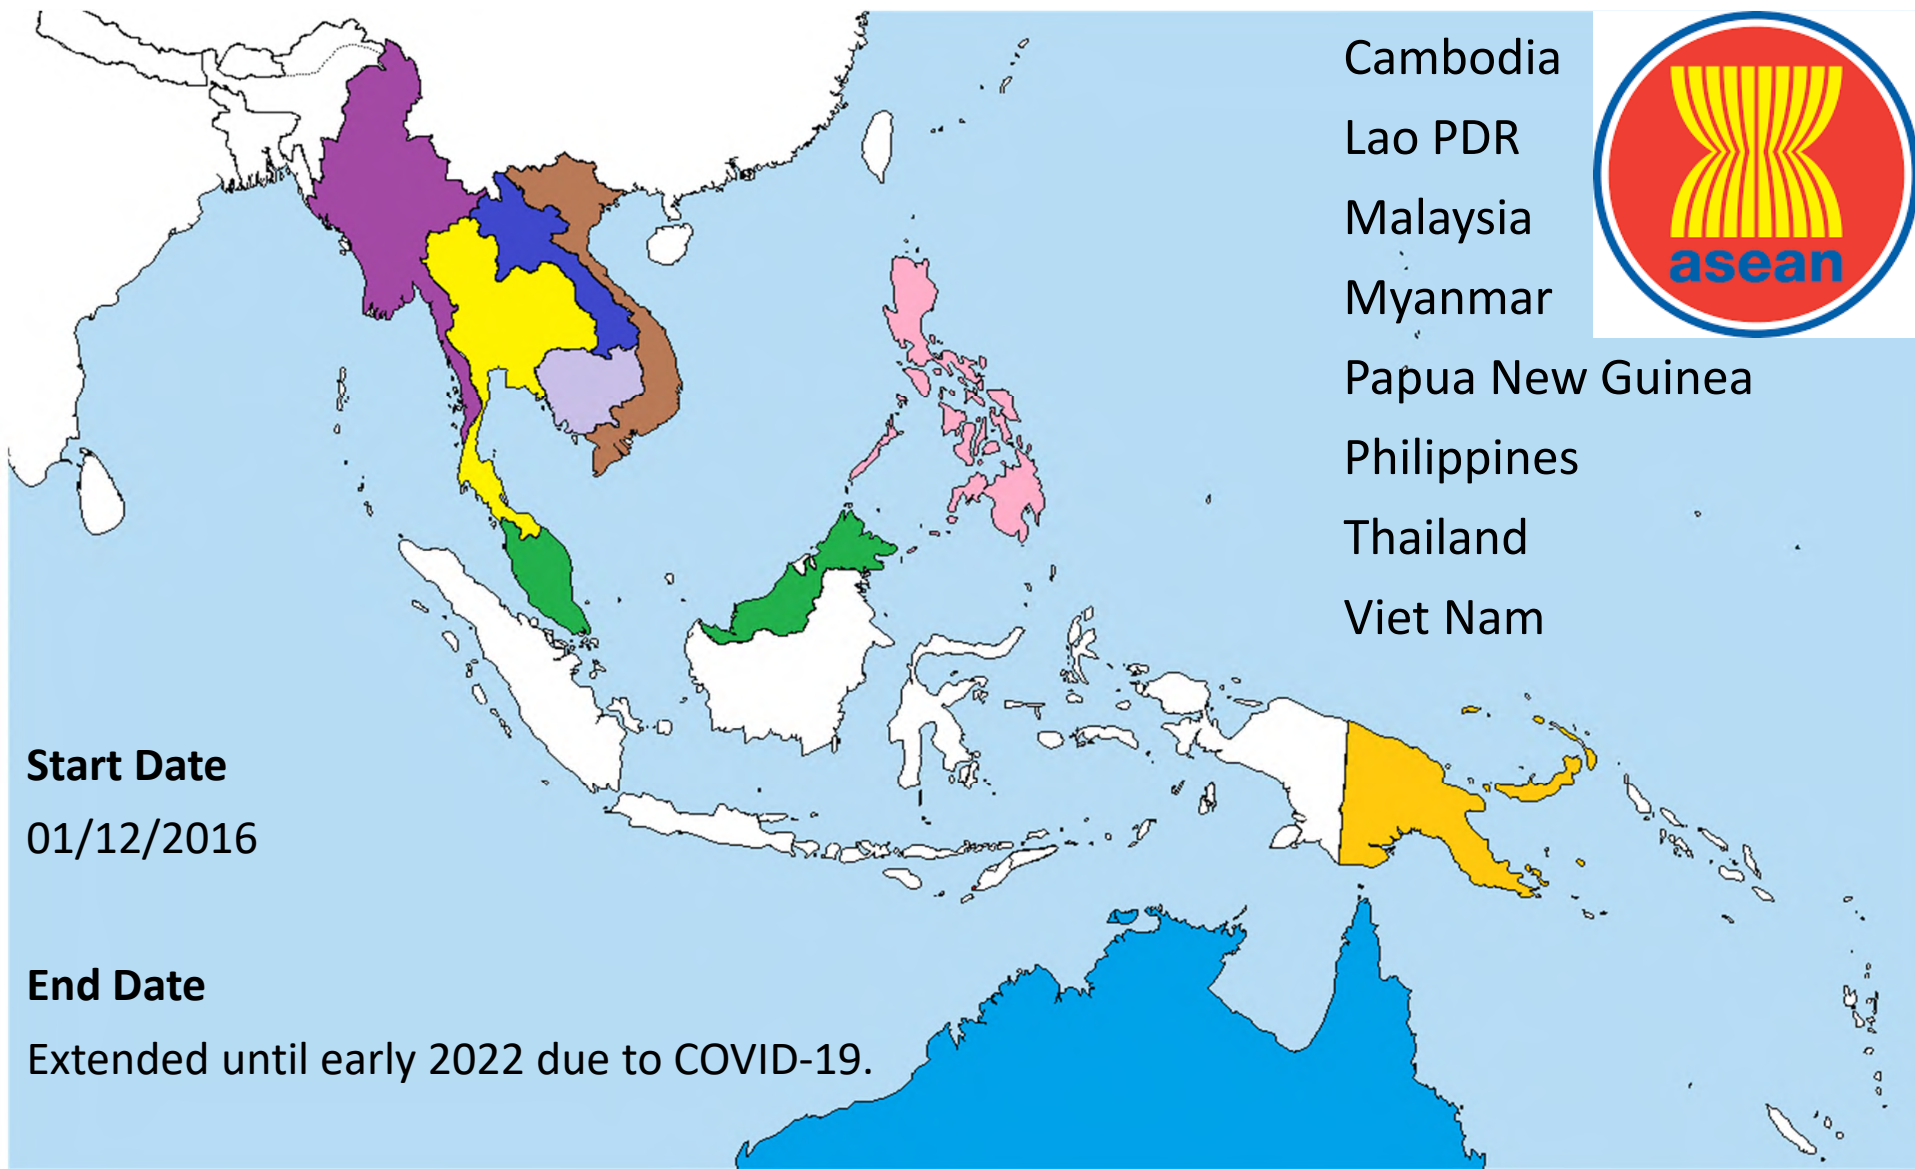 Cambodia
Lao PDR
Malaysia
Myanmar
Papua New Guinea
Philippines
Thailand
Viet Nam
asean
Start Date
01/12/2016
End Date
Extended until early 2022 due to COVID-19.